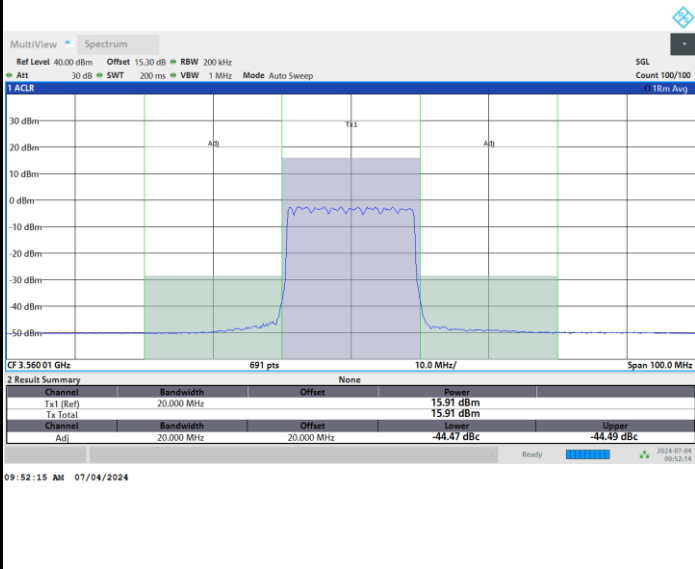 MultiView Spectrum
Ref Level 40.00 dBm Offset 15.30 dB RBW 200 kHz SGL
Att 30 dB SWT 200 ms VBW 1 MHz Mode Auto Sweep Count 100/100
1 ACLR 1Rm Avg
30 dBm
Tx1
20 dBm Adj Adj
10 dBm
0 dBm
-10 dBm
-20 dBm
-30 dBm
-40 dBm
-50 dBm
CF 3.560 01 GHz 691 pts 10.0 MHz/ Span 100.0 MHz
2 Result Summary None
Channel Bandwidth Offset Power
Tx1 (Ref) 20.000 MHz 15.91 dBm
Tx Total 15.91 dBm
Channel Bandwidth Offset Lower Upper
Adj 20.000 MHz 20.000 MHz -44.47 dBc -44.49 dBc
Ready 2024-07-04
09:52:14
09:52:15 AM 07/04/2024